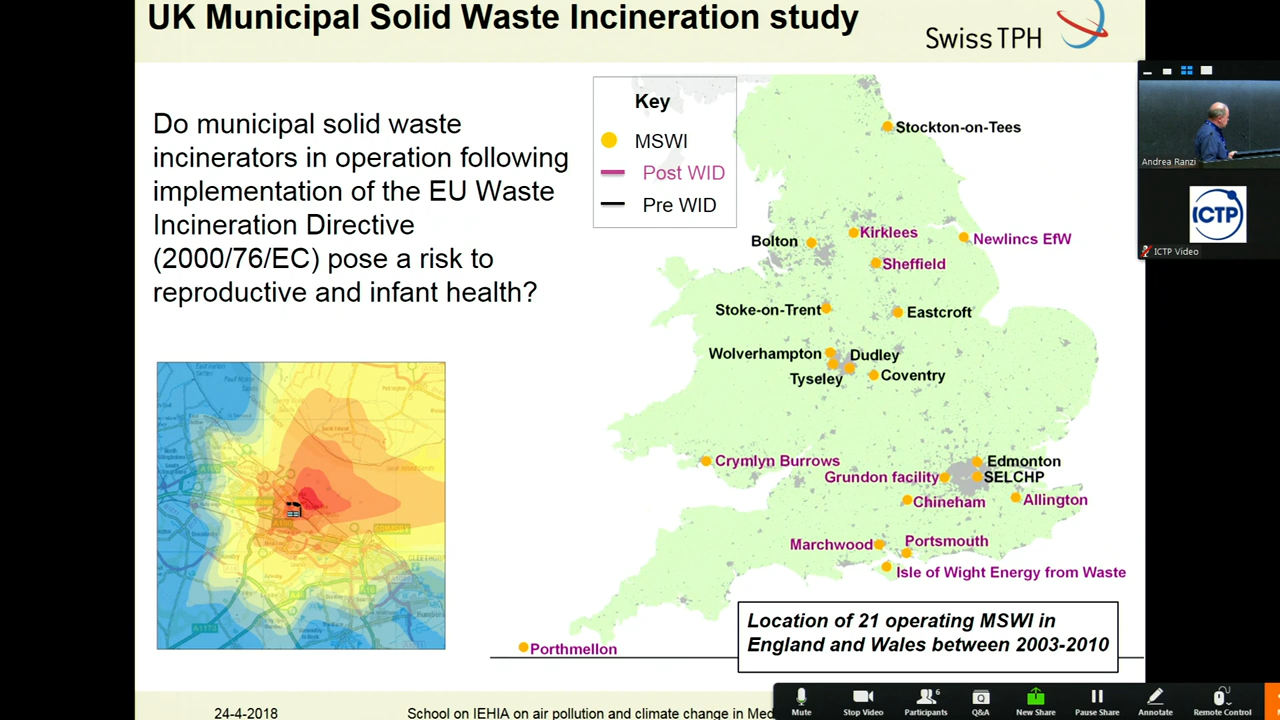 UK Municipal Solid Waste Incineration study
Swiss TPH
Do municipal solid waste
incinerators in operation following
implementation of the EU Waste
Incineration Directive
(2000/76/EC) pose a risk to
reproductive and infant health?
Key
MSWI
Post WID
Pre WID
Stockton-on-Tees
Kirklees
Newlincs EfW
Bolton
Sheffield
Stoke-on-Trent
Eastcroft
Wolverhampton
Dudley
Tyseley
Coventry
Crymlyn Burrows
Edmonton
Grundon facility
SELCHP
Chineham
Allington
Marchwood
Portsmouth
Isle of Wight Energy from Waste
Porthmellon
Location of 21 operating MSWI in
England and Wales between 2003-2010
24-4-2018
School on IEHIA on air pollution and climate change in Med
Andrea Ranzi
ICTP
ICTP Video
Mute
Stop Video
Participants
6
Q&A
New Share
Pause Share
Annotate
Remote Control